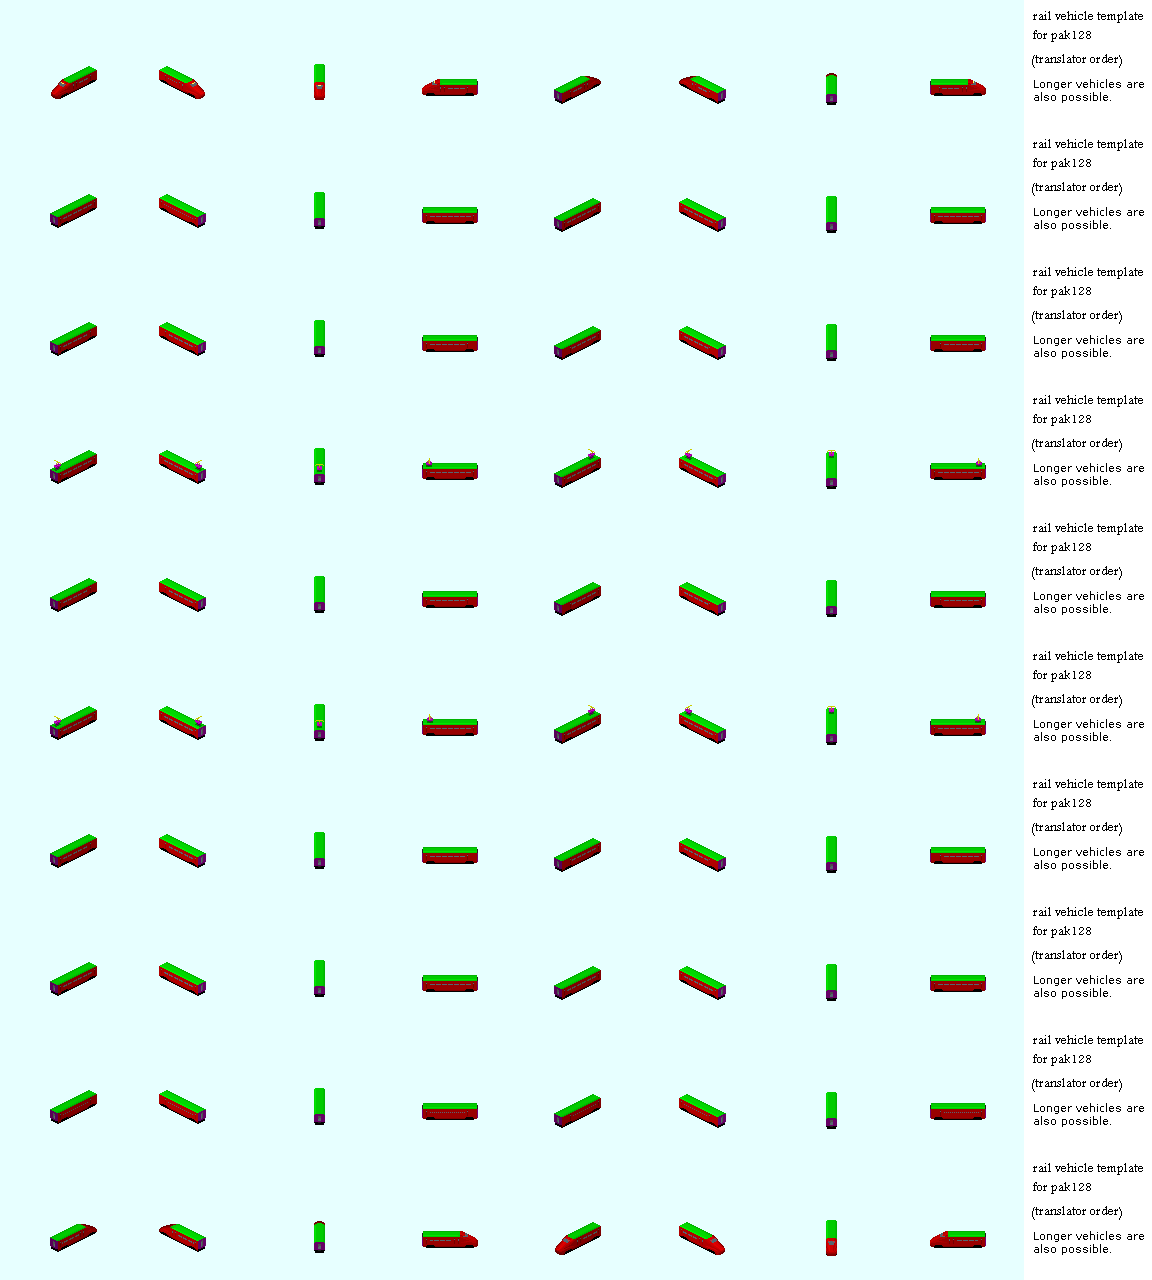 rail vehicle template
for pak128
(translator order)
Longer vehicles are
also possible.
rail vehicle template
for pak128
(translator order)
Longer vehicles are
also possible.
rail vehicle template
for pak128
(translator order)
Longer vehicles are
also possible.
rail vehicle template
for pak128
(translator order)
Longer vehicles are
also possible.
rail vehicle template
for pak128
(translator order)
Longer vehicles are
also possible.
rail vehicle template
for pak128
(translator order)
Longer vehicles are
also possible.
rail vehicle template
for pak128
(translator order)
Longer vehicles are
also possible.
rail vehicle template
for pak128
(translator order)
Longer vehicles are
also possible.
rail vehicle template
for pak128
(translator order)
Longer vehicles are
also possible.
rail vehicle template
for pak128
(translator order)
Longer vehicles are
also possible.